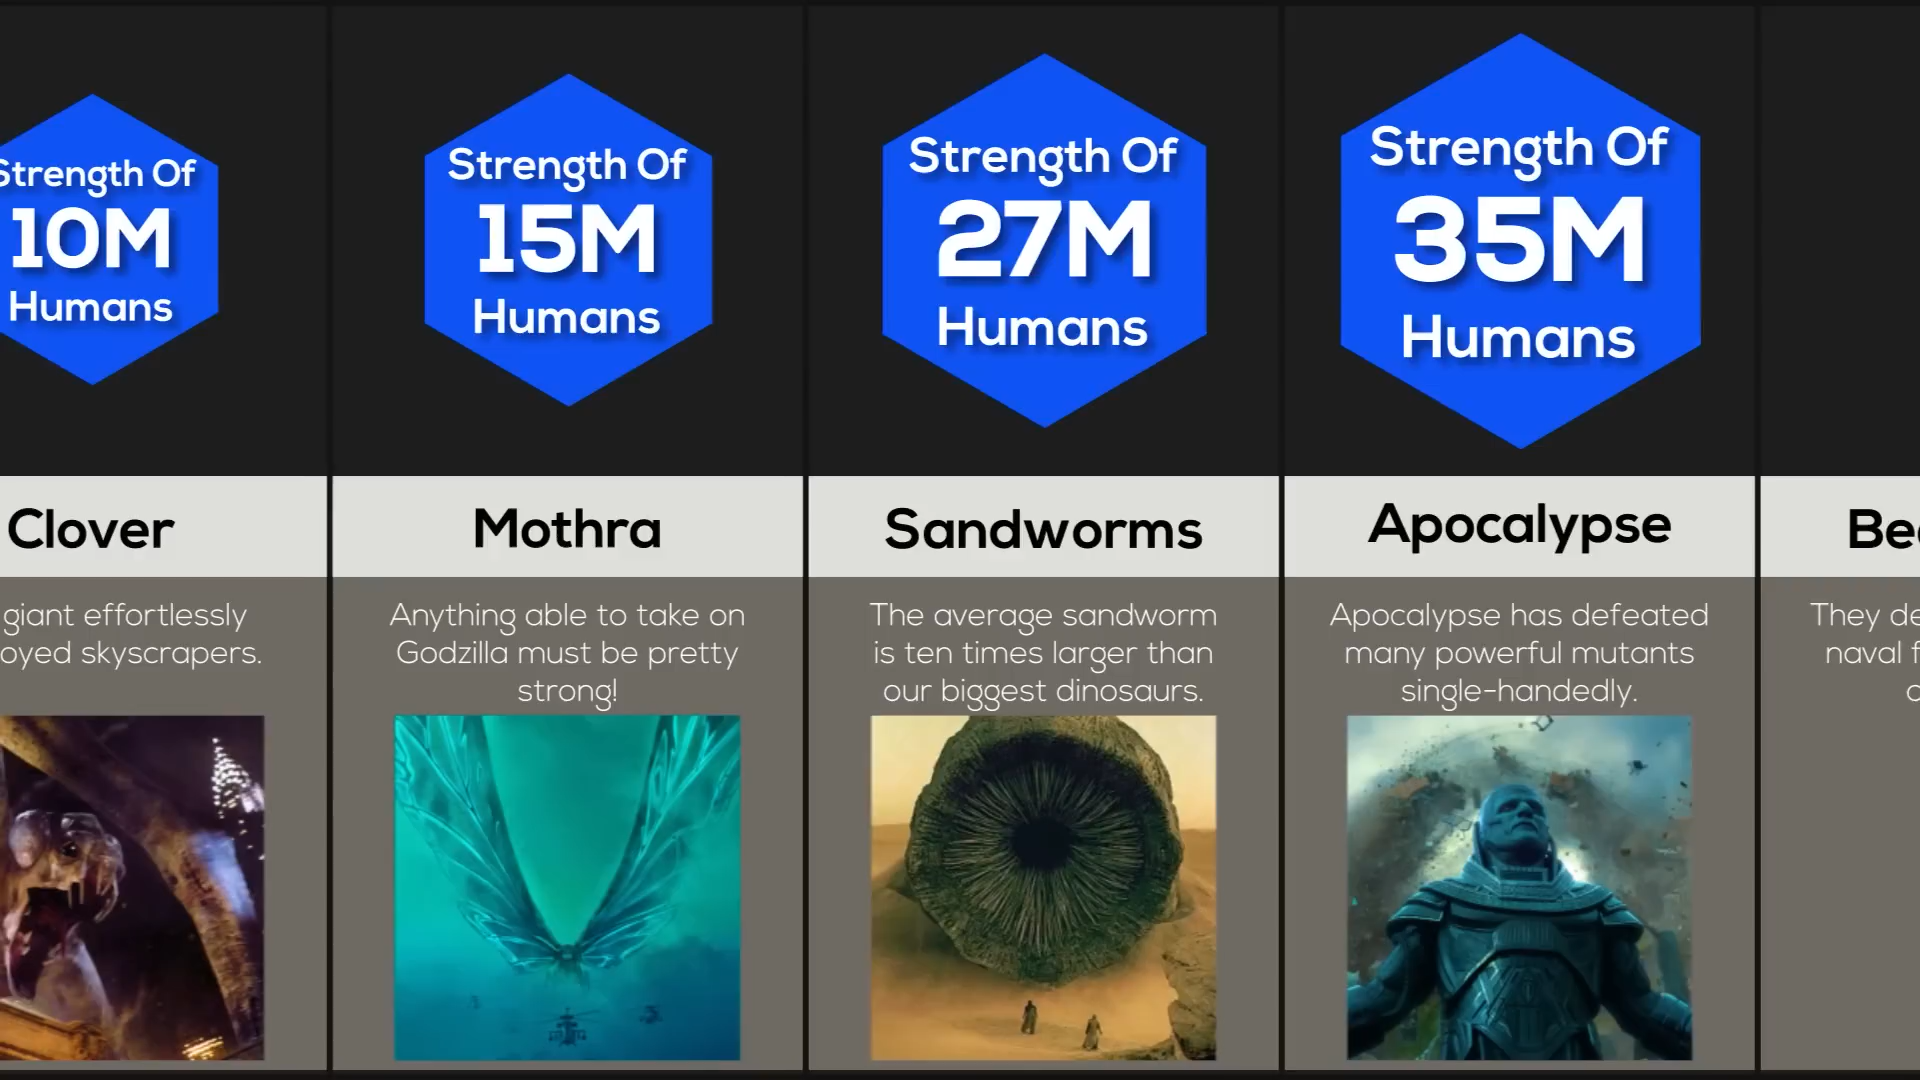 Strength Of
10M
Humans
Clover
giant effortlessly
oyed skyscrapers.
Strength Of
15M
Humans
Mothra
Anything able to take on
Godzilla must be pretty
strong!
Strength Of
27M
Humans
Sandworms
The average sandworm
is ten times larger than
our biggest dinosaurs.
Strength Of
35M
Humans
Apocalypse
Apocalypse has defeated
many powerful mutants
single-handedly.
They
naval